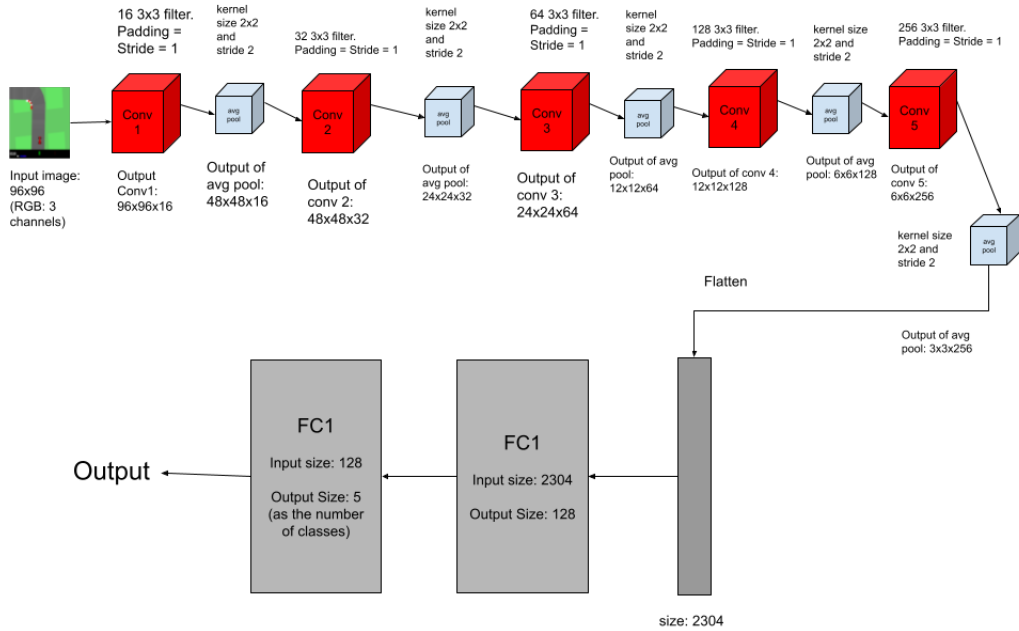 16 3x3 filter.
Padding =
Stride = 1
kernel
size 2x2
and
stride 2
32 3x3 filter.
Padding = Stride = 1
kernel
size 2x2
and
stride 2
64 3x3 filter.
Padding =
Stride = 1
kernel
size 2x2
and
stride 2
128 3x3 filter.
Padding = Stride = 1
kernel size
2x2 and
stride 2
256 3x3 filter.
Padding = Stride = 1
Conv
1
avg
pool
Conv
2
avg
pool
Conv
3
avg
pool
Conv
4
avg
pool
Conv
5
Input image:
96x96
(RGB: 3
channels)
Output
Conv1:
96x96x16
Output of
avg pool:
48x48x16
Output of
conv 2:
48x48x32
Output of
avg pool:
24x24x32
Output of
conv 3:
24x24x64
Output of avg
pool:
12x12x64
Output of conv 4:
12x12x128
Output of avg
pool: 6x6x128
Output
of conv 5:
6x6x256
kernel size
2x2 and
stride 2
avg
pool
Flatten
Output of avg
pool: 3x3x256
Output
FC1
Input size: 128
Output Size: 5
(as the number
of classes)
FC1
Input size: 2304
Output Size: 128
size: 2304